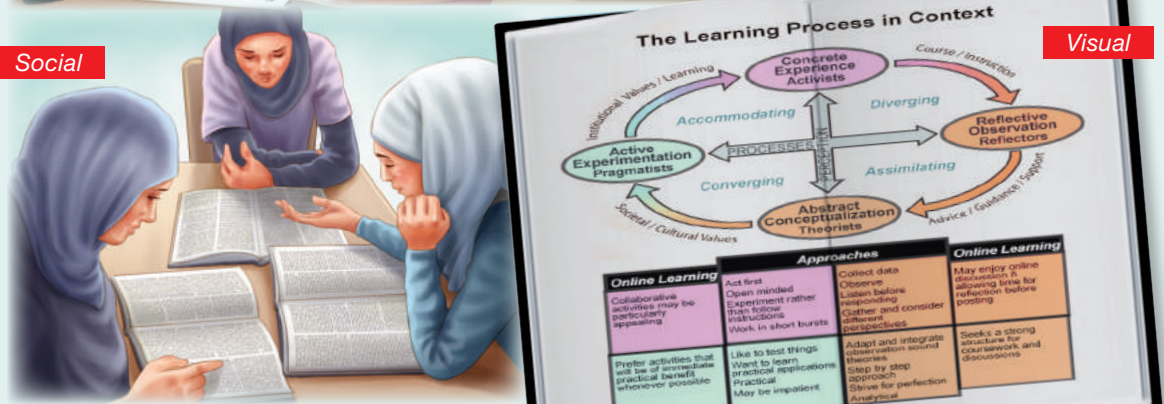 Social
Visual
The Learning Process in Context
Institutional Values / Learning
Concrete
Experience
Activists
Course / Instruction
Accommodating
Diverging
Active
Experimentation
Pragmatists
PROCESSES
PERCEPTION
Reflective
Observation
Reflectors
Converging
Assimilating
Societal / Cultural Values
Abstract
Conceptualization
Theorists
Advice / Guidance / Support
Approaches
Online Learning
Online Learning
Collaborative
activities may be
particularly
appealing
Act first
Open minded
Experiment rather
than follow
instructions
Work in short bursts
Collect data
Observe
Listen before
responding
Gather and consider
different
perspectives
May enjoy online
discussion
allowing time for
reflection before
posting
Prefer activities that
will be of immediate
practical benefit
whenever possible
Like to test things
Want to learn
practical applications
Practical
May be impatient
Adapt and integrate
observation sound
theories
Step by step
approach
Strive for perfection
Analytical
Seeks a strong
structure for
coursework and
discussions